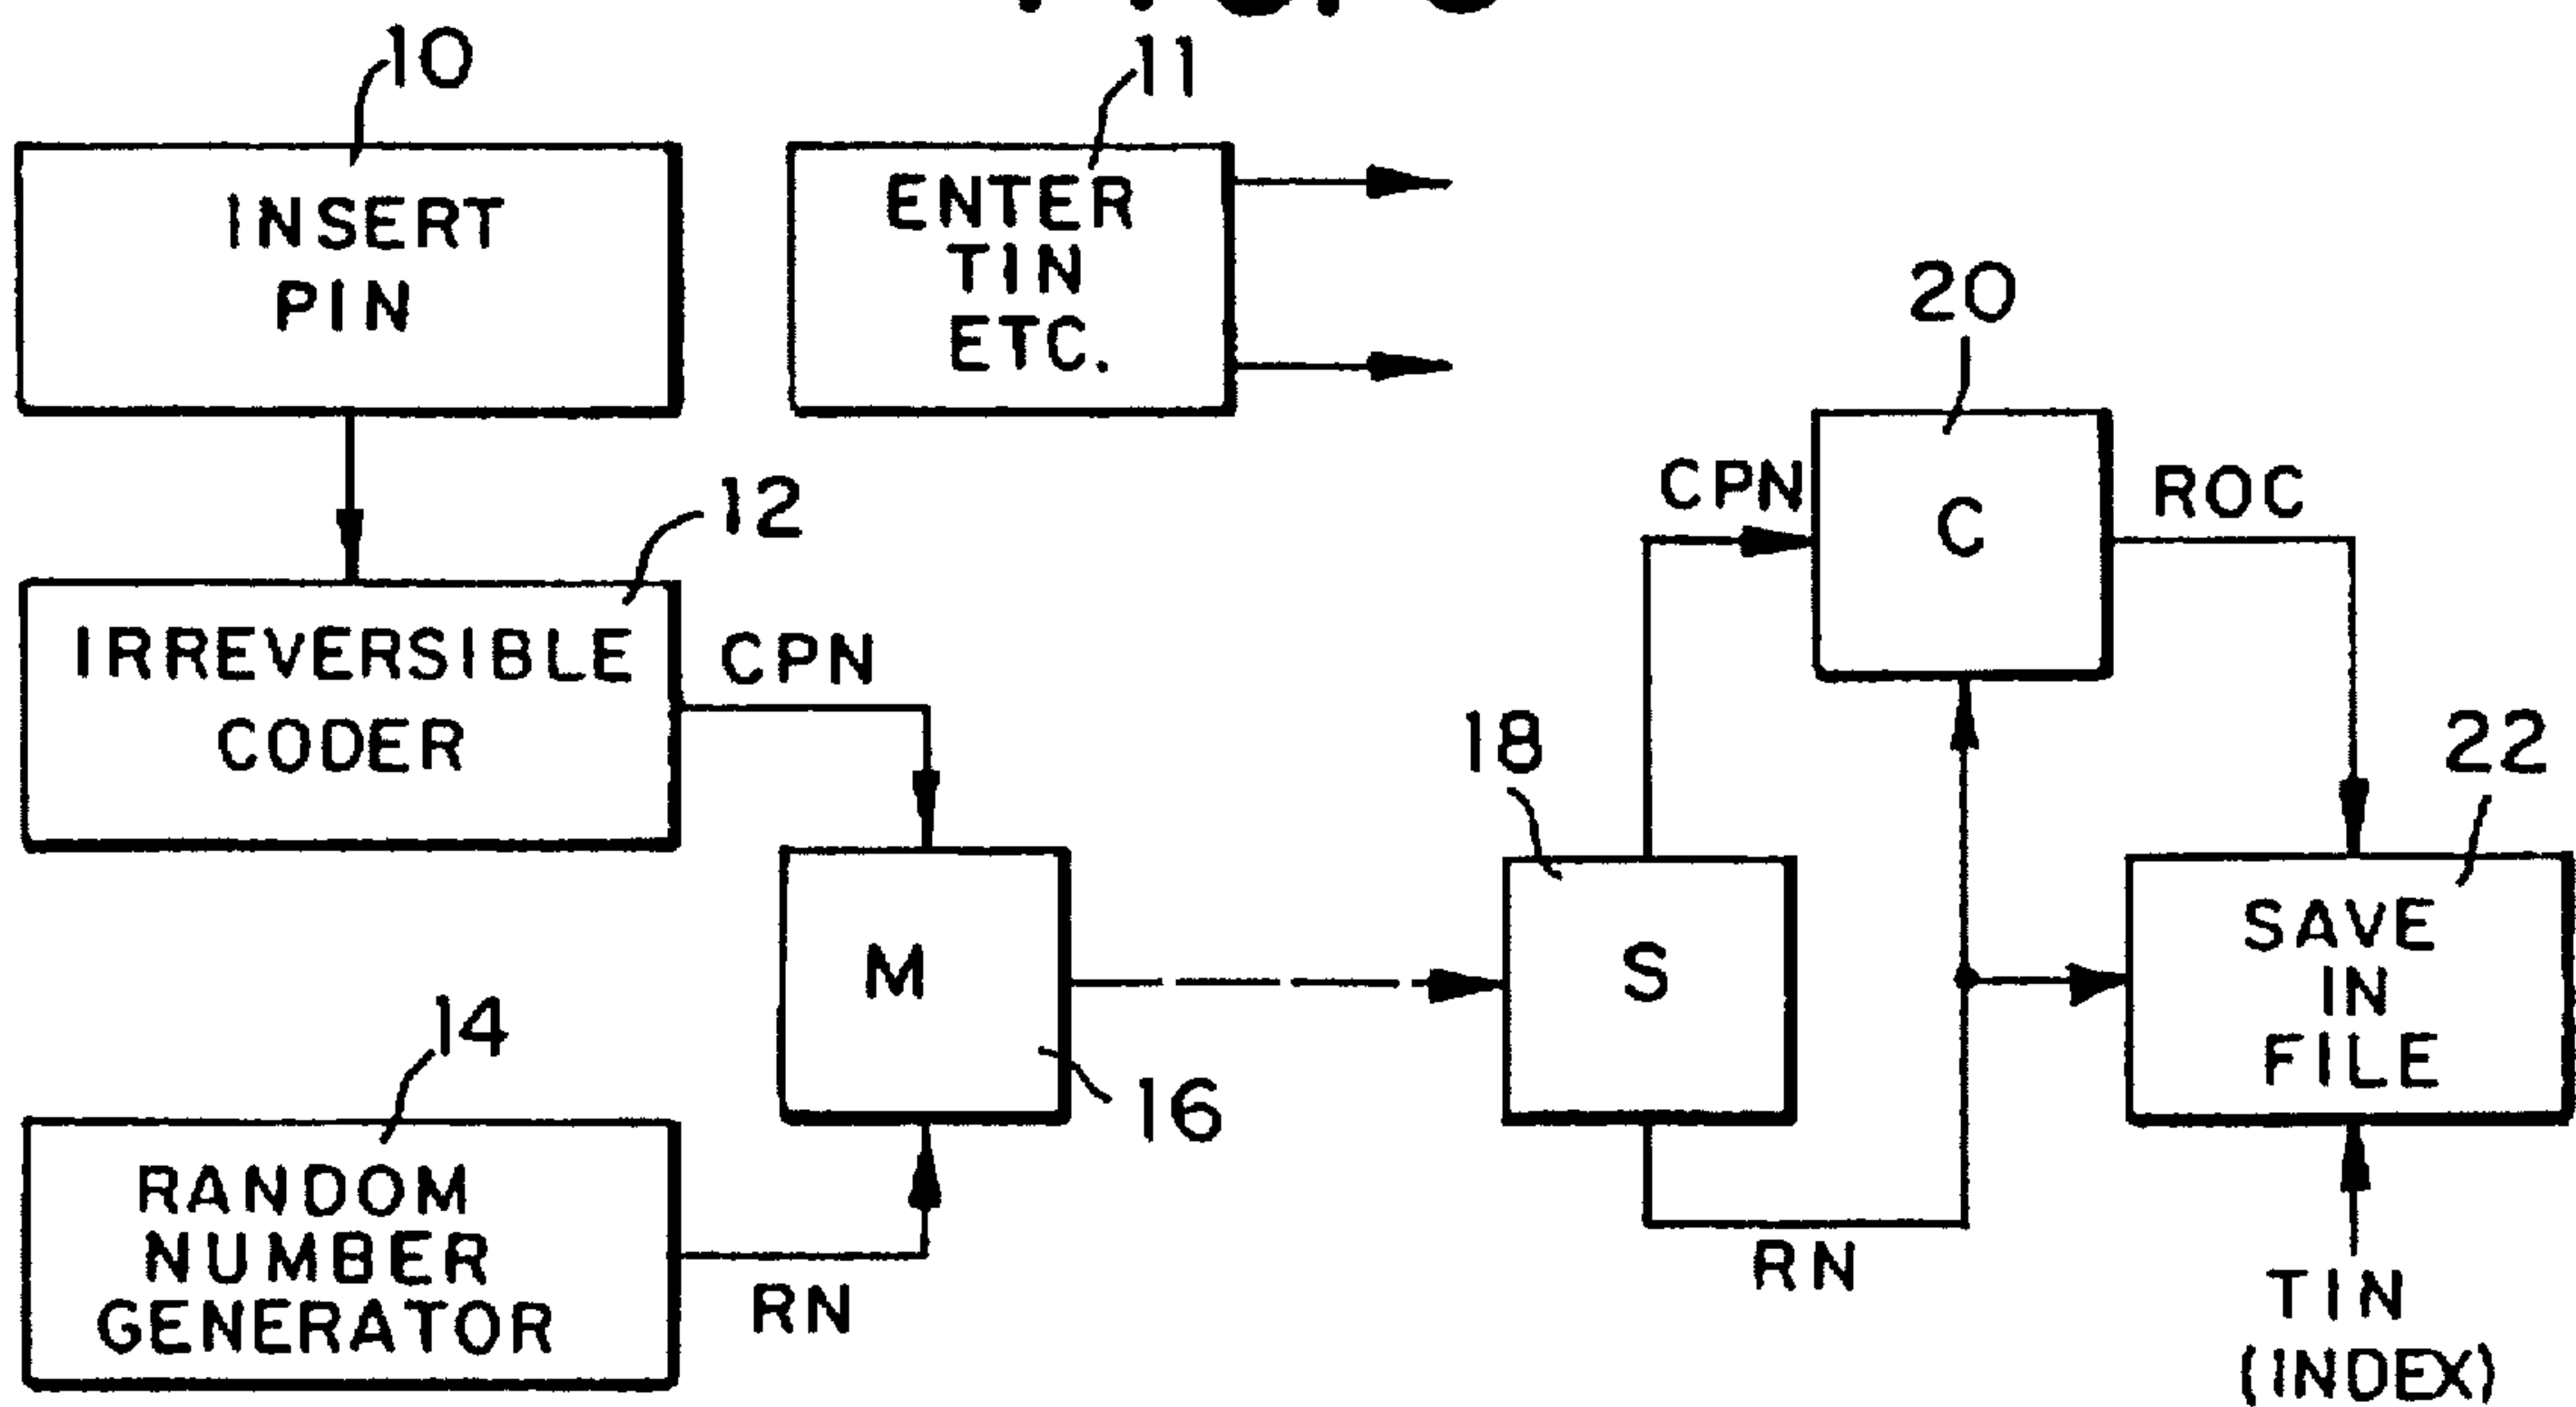 10
11
INSERT
PIN
ENTER
TIN
ETC.
20
12
CPN
C
ROC
IRREVERSIBLE
CODER
CPN
18
22
M
S
SAVE
IN
FILE
14
16
RANDOM
NUMBER
GENERATOR
RN
RN
TIN
(INDEX)